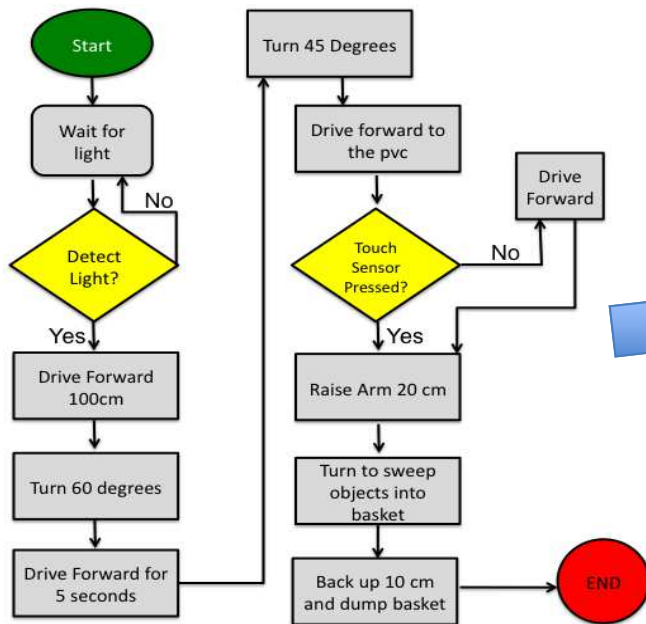 Start
Wait for
light
No
Detect
Light?
Yes
Drive Forward
100cm
Turn 60 degrees
Drive Forward for
5 seconds
Turn 45 Degrees
Drive forward to
the pvc
Touch
Sensor
Pressed?
No
Drive
Forward
Yes
Raise Arm 20 cm
Turn to sweep
objects into
basket
Back up 10 cm
and dump basket
END